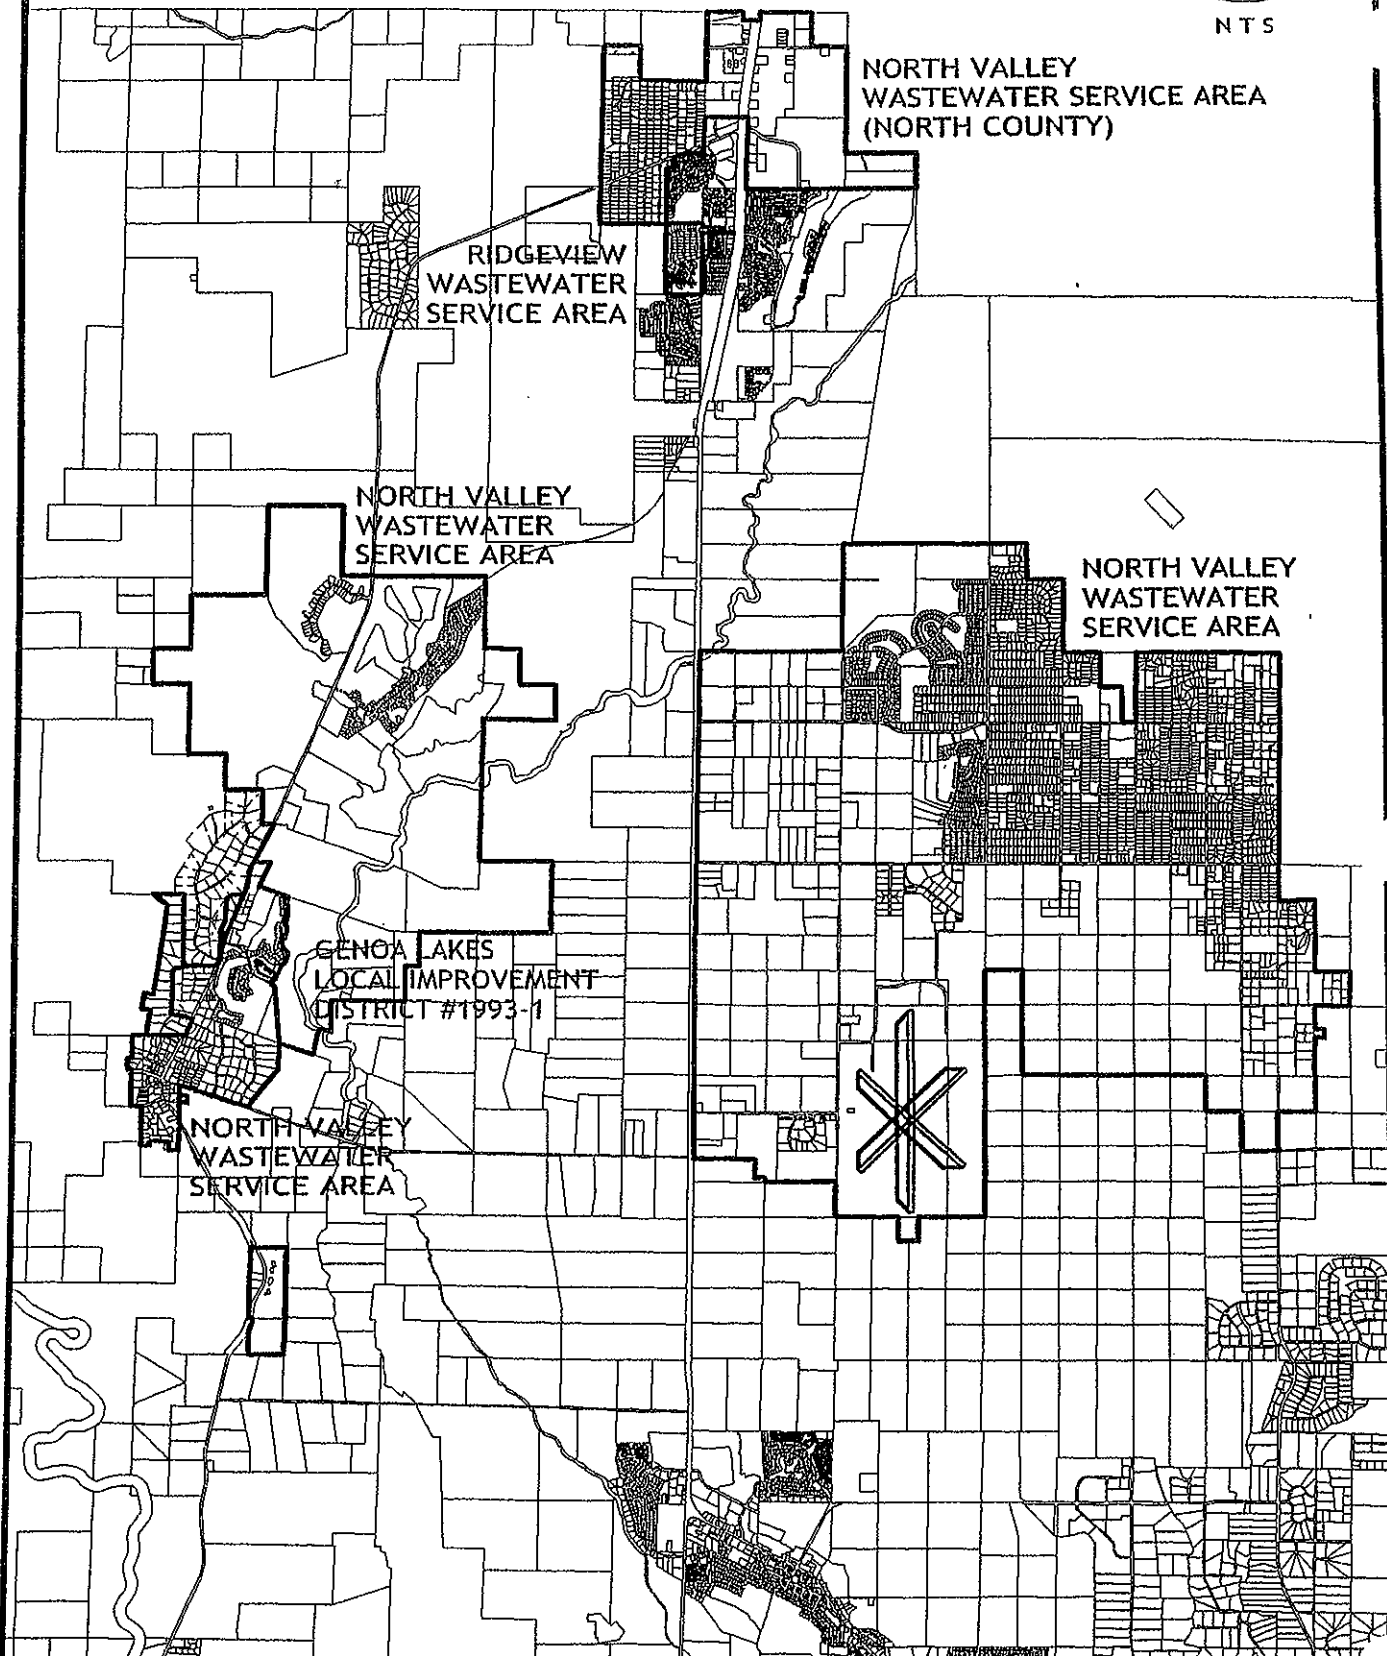 NTS
NORTH VALLEY
WASTEWATER SERVICE AREA
(NORTH COUNTY)
RIDGEVIEW
WASTEWATER
SERVICE AREA
NORTH VALLEY
WASTEWATER
SERVICE AREA
NORTH VALLEY
WASTEWATER
SERVICE AREA
GENOA LAKES
LOCAL IMPROVEMENT
DISTRICT #1993-1
NORTH VALLEY
WASTEWATER
SERVICE AREA